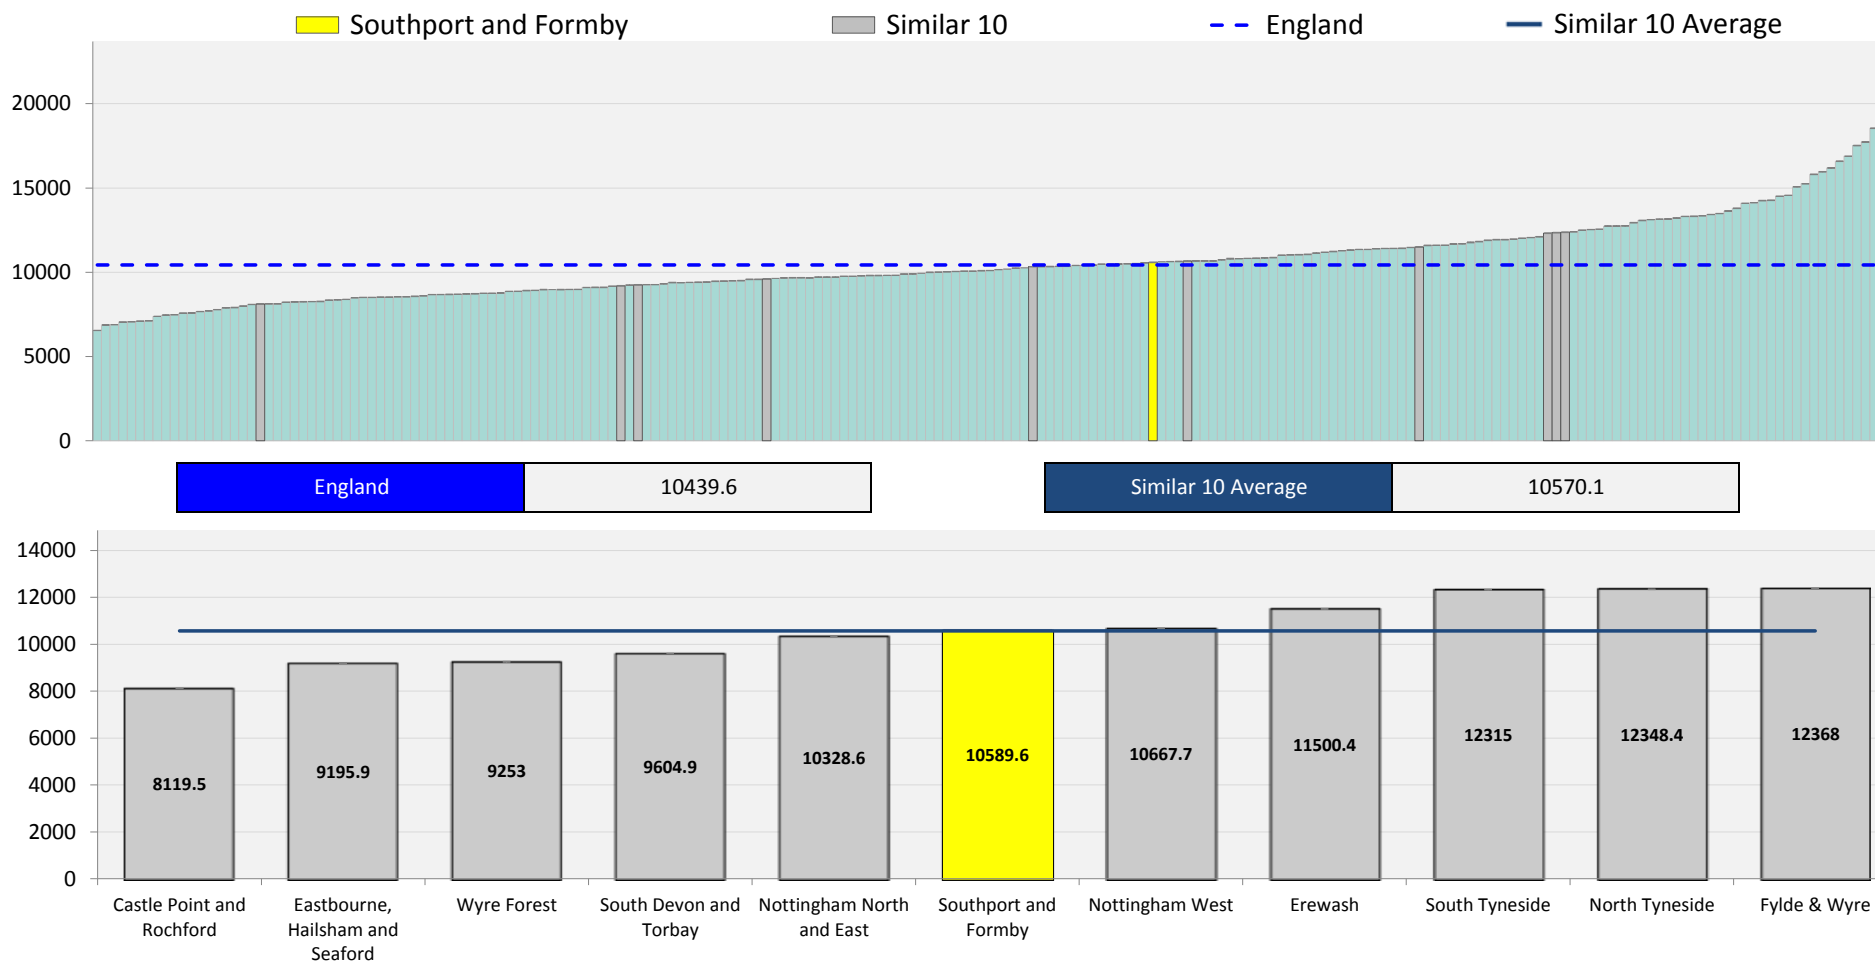 Southport and Formby
Similar 10
England
Similar 10 Average
20000
15000
10000
5000
0
England
10439.6
Similar 10 Average
10570.1
14000
12000
10000
8000
6000
4000
2000
0
8119.5
9195.9
9253
9604.9
10328.6
10589.6
10667.7
11500.4
12315
12348.4
12368
Castle Point and
Rochford
Eastbourne,
Hailsham and
Seaford
Wyre Forest
South Devon and
Torbay
Nottingham North
and East
Southport and
Formby
Nottingham West
Erewash
South Tyneside
North Tyneside
Fylde & Wyre